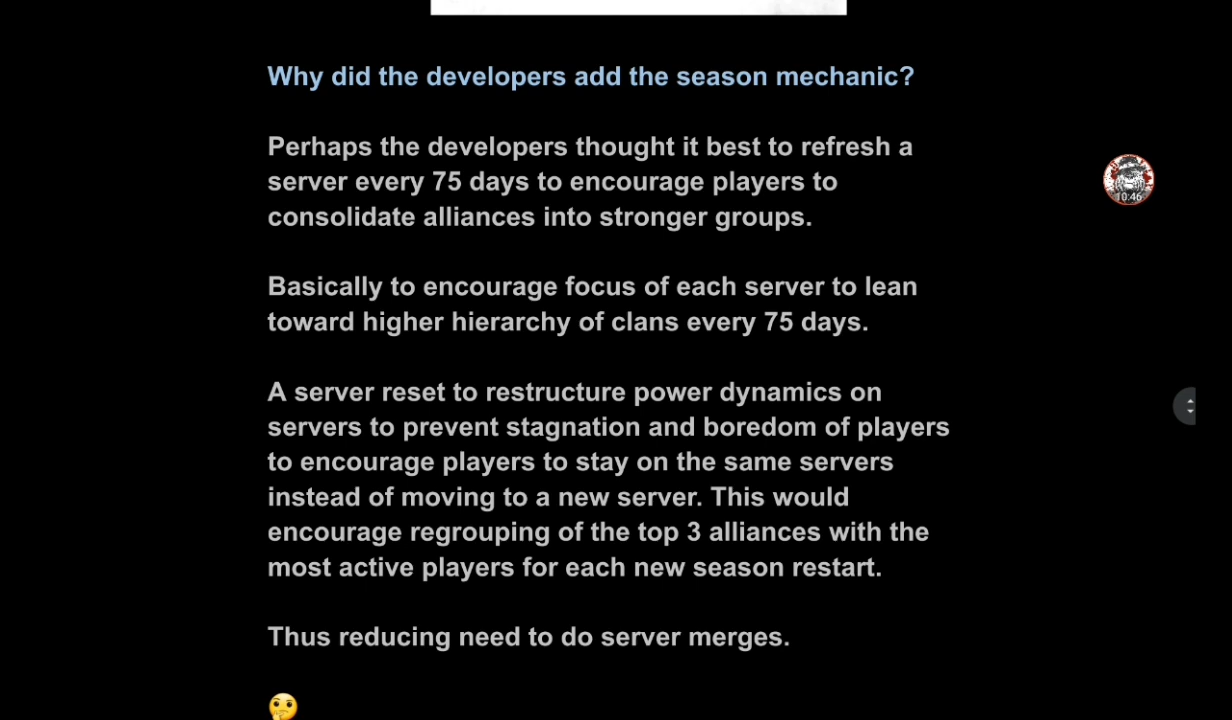 Why did the developers add the season mechanic?
Perhaps the developers thought it best to refresh a
server every 75 days to encourage players to
consolidate alliances into stronger groups.
Basically to encourage focus of each server to lean
toward higher hierarchy of clans every 75 days.
A server reset to restructure power dynamics on
servers to prevent stagnation and boredom of players
to encourage players to stay on the same servers
instead of moving to a new server. This would
encourage regrouping of the top 3 alliances with the
most active players for each new season restart.
Thus reducing need to do server merges.
🤔
10:46